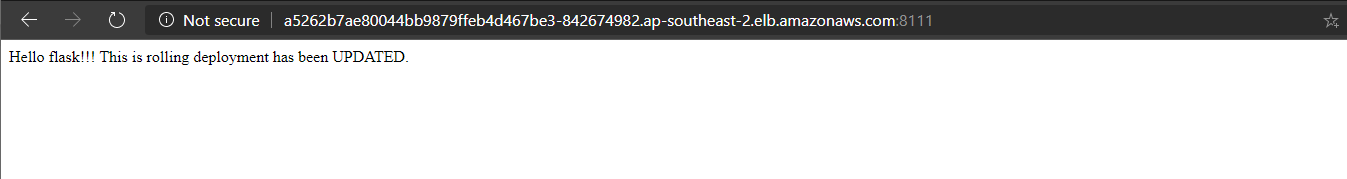 Not secure a5262b7ae80044bb9879ffeb4d467be3-842674982.ap-southeast-2.elb.amazonaws.com:8111
Hello flask!!! This is rolling deployment has been UPDATED.